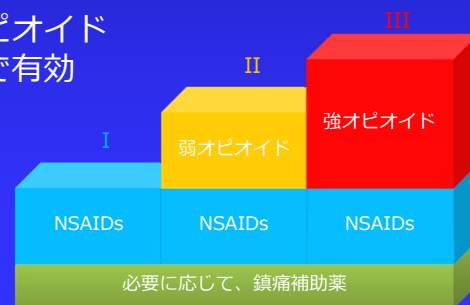 ピオイド
で有効
III
II
I
強オピオイド
弱オピオイド
NSAIDs NSAIDs NSAIDs
必要に応じて、鎮痛補助薬